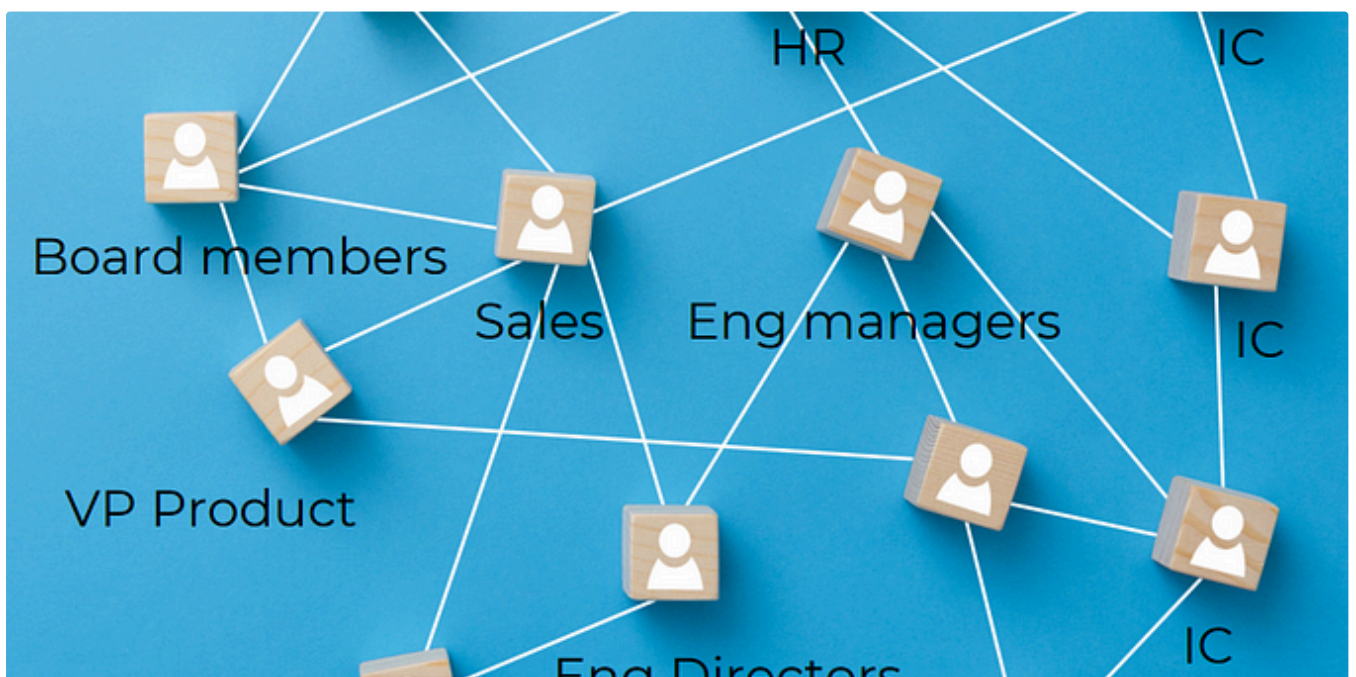 HR
IC
Board members
Sales
Eng managers
IC
VP Product
IC
Eng Directors